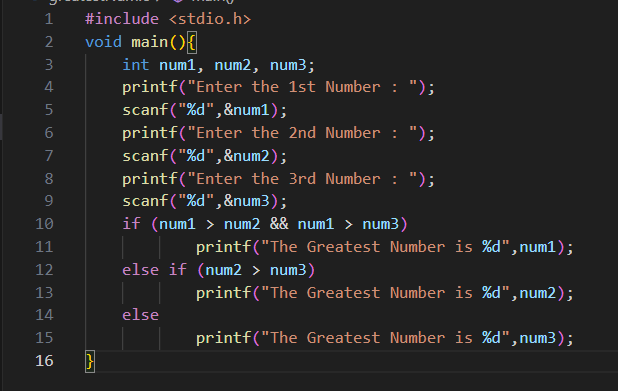 1 #include <stdio.h>
2 void main(){
3     int num1, num2, num3;
4     printf("Enter the 1st Number : ");
5     scanf("%d",&num1);
6     printf("Enter the 2nd Number : ");
7     scanf("%d",&num2);
8     printf("Enter the 3rd Number : ");
9     scanf("%d",&num3);
10     if (num1 > num2 && num1 > num3)
11             printf("The Greatest Number is %d",num1);
12     else if (num2 > num3)
13             printf("The Greatest Number is %d",num2);
14     else
15             printf("The Greatest Number is %d",num3);
16 }